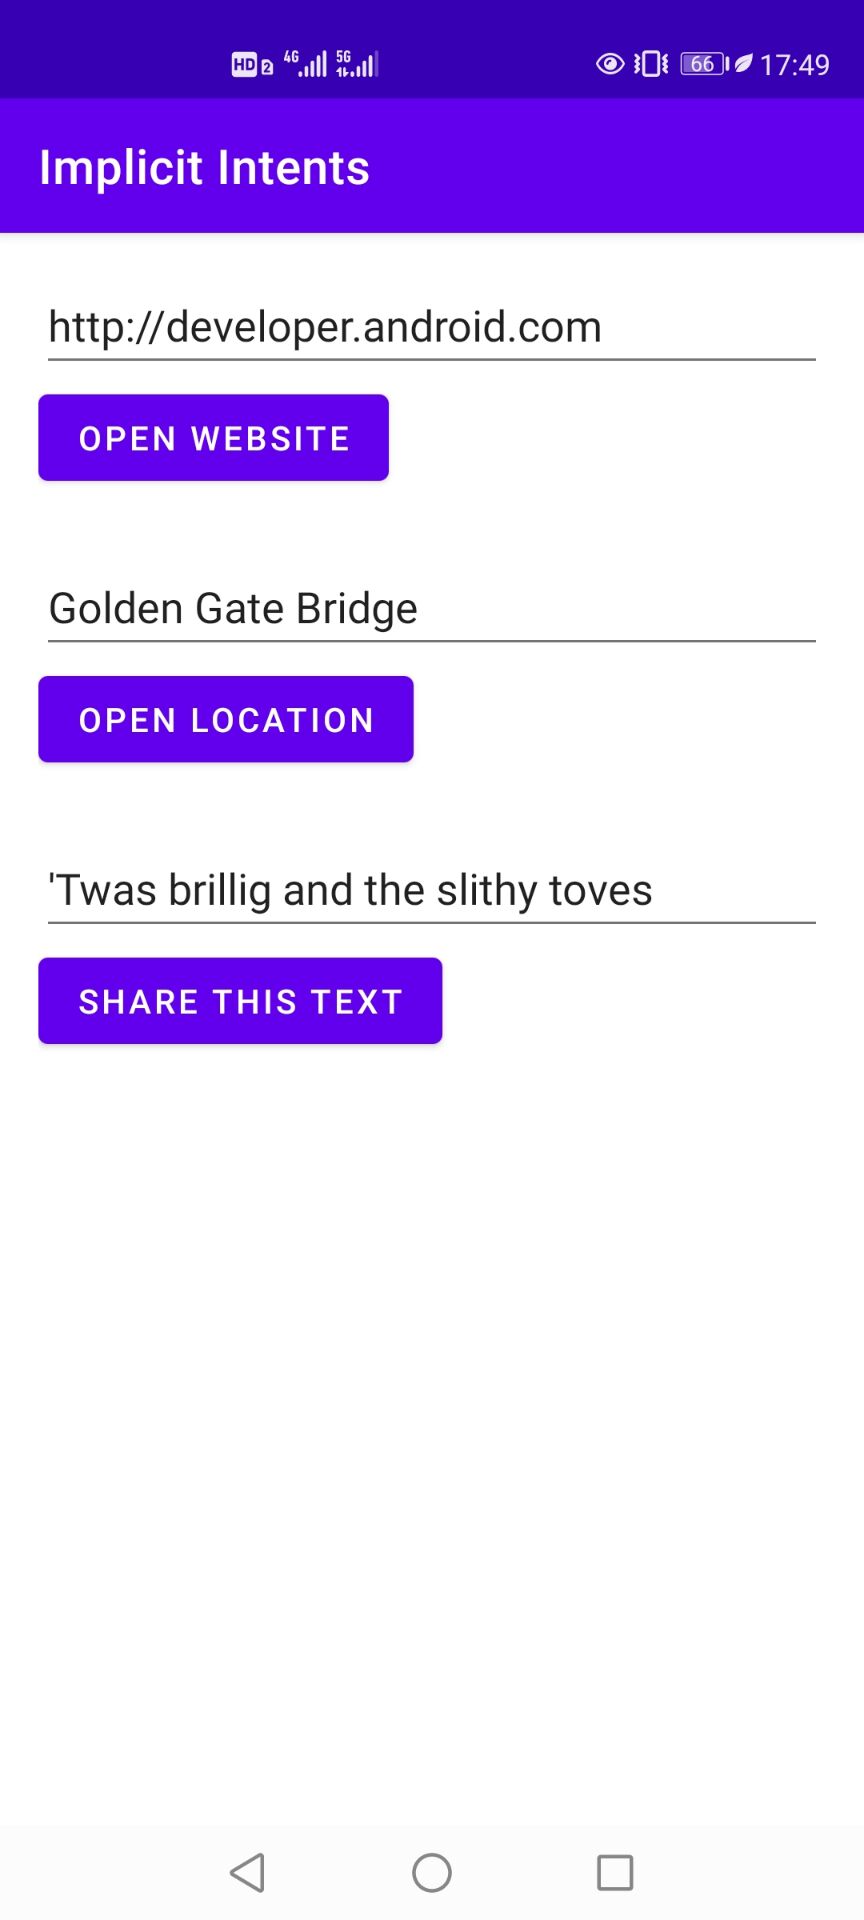 HD 2 4G 5G 66 17:49
Implicit Intents
http://developer.android.com
OPEN WEBSITE
Golden Gate Bridge
OPEN LOCATION
'Twas brillig and the slithy toves
SHARE THIS TEXT